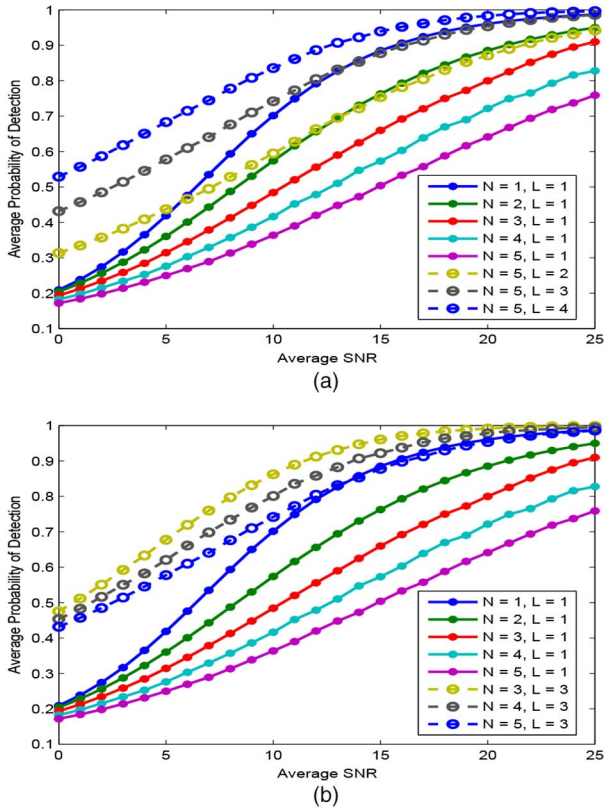 1
0.9
0.8
0.7
0.6
0.5
0.4
0.3
0.2
0.1
Average Probability of Detection
N = 1, L = 1
N = 2, L = 1
N = 3, L = 1
N = 4, L = 1
N = 5, L = 1
N = 5, L = 2
N = 5, L = 3
N = 5, L = 4
0 5 10 15 20 25
Average SNR
(a)
1
0.9
0.8
0.7
0.6
0.5
0.4
0.3
0.2
0.1
Average Probability of Detection
N = 1, L = 1
N = 2, L = 1
N = 3, L = 1
N = 4, L = 1
N = 5, L = 1
N = 3, L = 3
N = 4, L = 3
N = 5, L = 3
0 5 10 15 20 25
Average SNR
(b)